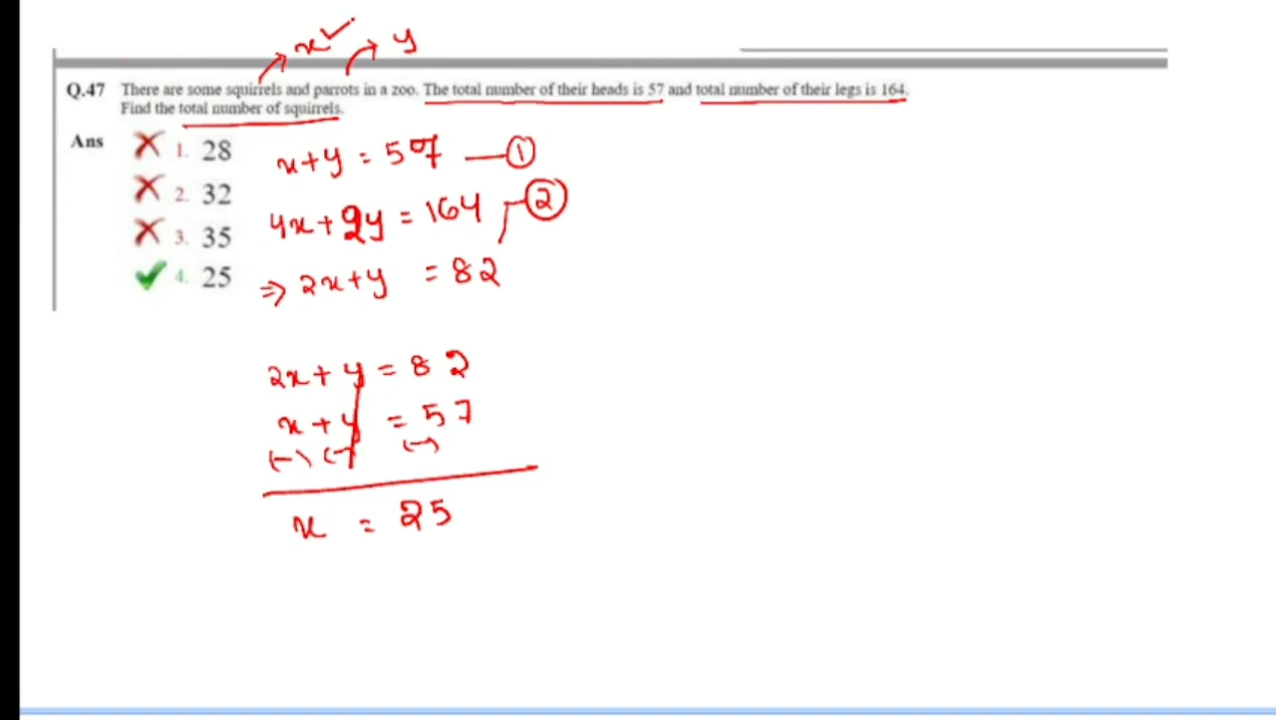 x y
Q.47 There are some squirrels and parrots in a zoo. The total number of their heads is 57 and total number of their legs is 164.
Find the total number of squirrels.
Ans
1. 28
2. 32
3. 35
4. 25
x+y = 57 — ①
4x+2y = 164 — ②
⇒ 2x+y = 82
2x+y = 82
x+y = 57
(-) (-) (-)
x = 25